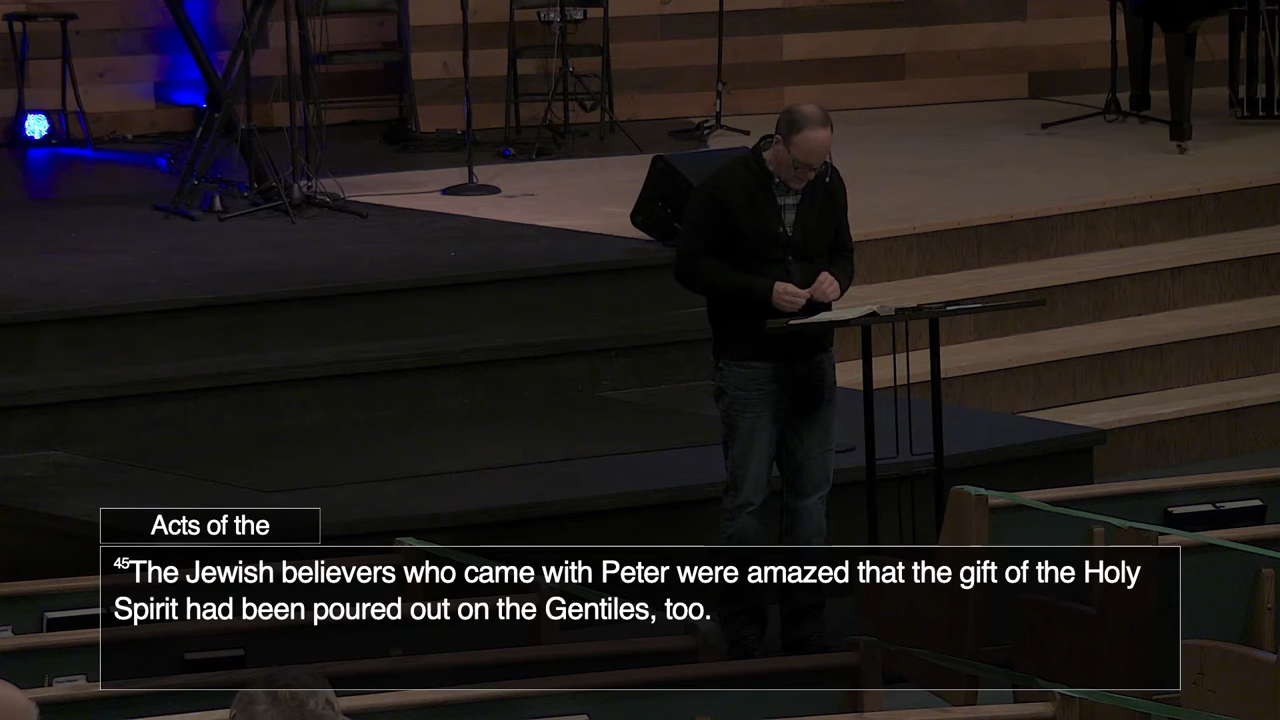 Acts of the
45The Jewish believers who came with Peter were amazed that the gift of the Holy
Spirit had been poured out on the Gentiles, too.